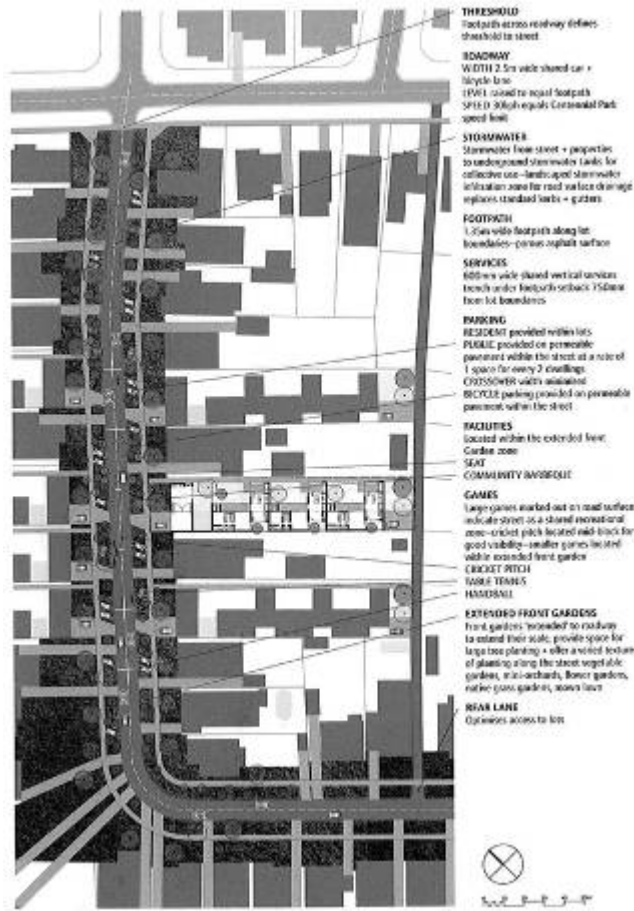 THRESHOLD
Footpath across roadway defines
threshold to street
ROADWAY
WIDTH 2.5m wide shared car +
bicycle lane
LEVEL raised to equal footpath
SPEED 30kph equals Centennial Park
speed limit
STORMWATER
Stormwater from street + properties
to underground stormwater tanks for
collective use–landscaped stormwater
infiltration zone for road surface drainage
replaces standard kerbs + gutters
FOOTPATH
1.35m wide footpath along lot
boundaries–porous asphalt surface
SERVICES
600mm wide shared vertical services
trench under footpath setback 750mm
from lot boundaries
PARKING
RESIDENT provided within lots
PUBLIC provided on permeable
pavement within the street at a rate of
1 space for every 2 dwellings
CROSSOVER width minimised
BICYCLE parking provided on permeable
pavement within the street
FACILITIES
Located within the extended front
Garden zone
SEAT
COMMUNITY BARBEQUE
GAMES
Large games marked out on road surface
indicate street as a shared recreational
zone–cricket pitch located mid-block for
good visibility–smaller games located
within extended front garden
CRICKET PITCH
TABLE TENNIS
HANDBALL
EXTENDED FRONT GARDENS
Front gardens 'extended' to roadway
to extend their scale, provide space for
large tree planting + offer a varied texture
of planting along the street vegetable
gardens, mini-orchards, flower gardens,
native grass gardens, mown lawn
REAR LANE
Optimises access to lots